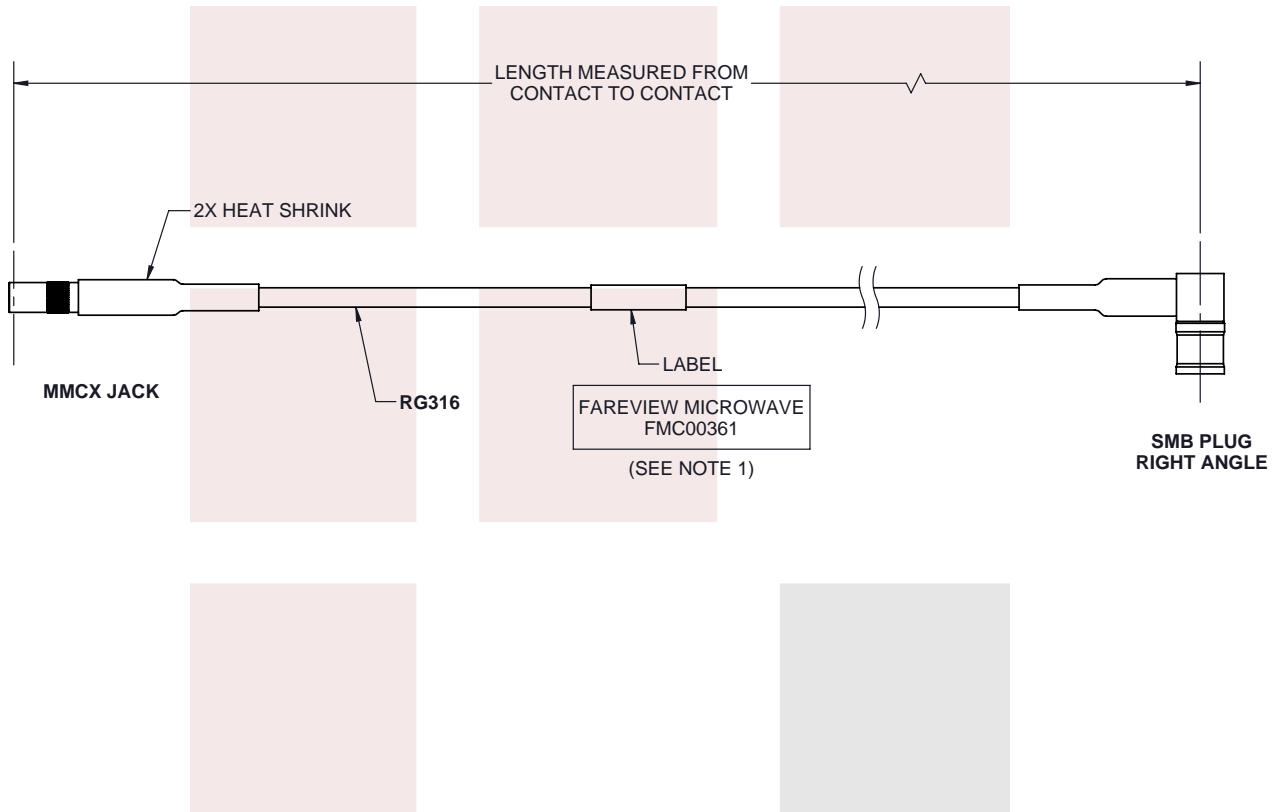 LENGTH MEASURED FROM
CONTACT TO CONTACT
2X HEAT SHRINK
LABEL
MMCX JACK
RG316
FAREVIEW MICROWAVE
FMC00361
(SEE NOTE 1)
SMB PLUG
RIGHT ANGLE